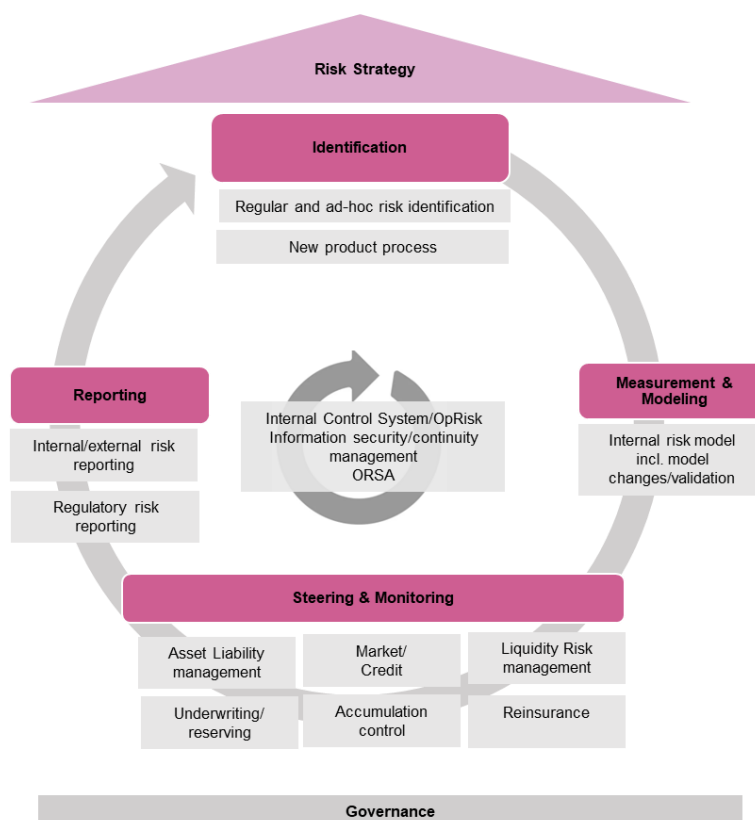 Risk Strategy
Identification
Regular and ad-hoc risk identification
New product process
Reporting
Internal/external risk
reporting
Regulatory risk
reporting
Internal Control System/OpRisk
Information security/continuity
management
ORSA
Measurement &
Modeling
Internal risk model
incl. model
changes/validation
Steering & Monitoring
Asset Liability
management
Market/
Credit
Liquidity Risk
management
Underwriting/
reserving
Accumulation
control
Reinsurance
Governance